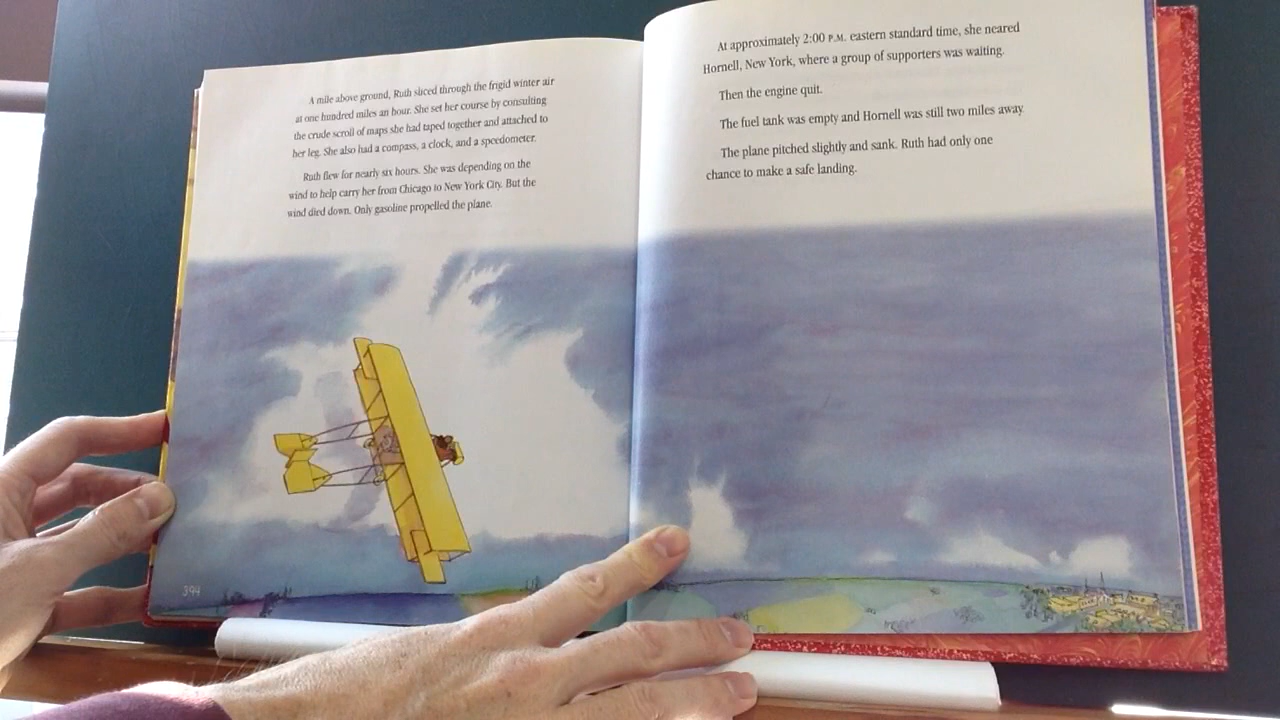 A mile above ground, Ruth sliced through the frigid winter air
at one hundred miles an hour. She set her course by consulting
the crude scroll of maps she had taped together and attached to
her leg. She also had a compass, a clock, and a speedometer.
Ruth flew for nearly six hours. She was depending on the
wind to help carry her from Chicago to New York City. But the
wind died down. Only gasoline propelled the plane.
394
At approximately 2:00 P.M. eastern standard time, she neared
Hornell, New York, where a group of supporters was waiting.
Then the engine quit.
The fuel tank was empty and Hornell was still two miles away.
The plane pitched slightly and sank. Ruth had only one
chance to make a safe landing.